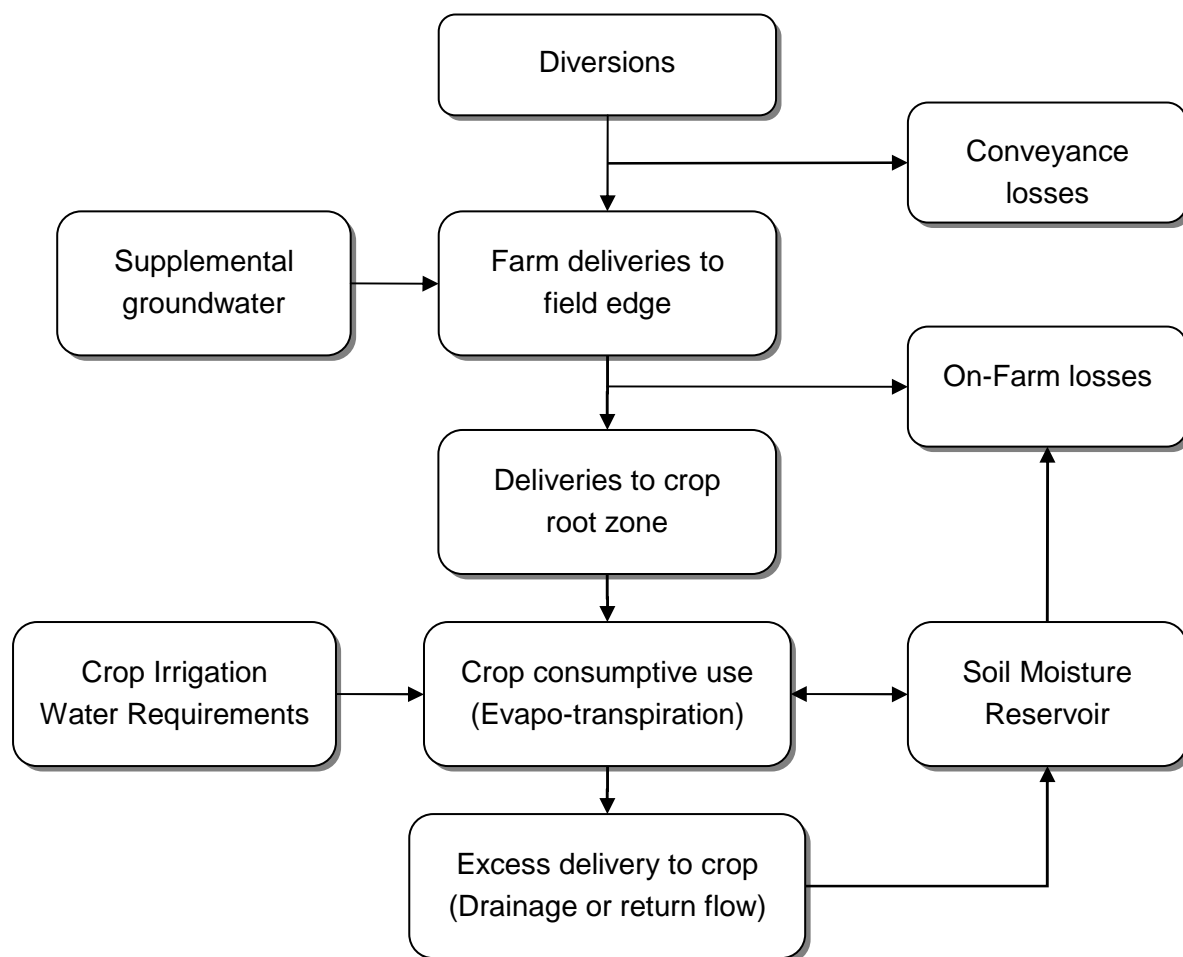 Diversions
Conveyance
losses
Supplemental
groundwater
Farm deliveries to
field edge
On-Farm losses
Deliveries to crop
root zone
Crop Irrigation
Water Requirements
Crop consumptive use
(Evapo-transpiration)
Soil Moisture
Reservoir
Excess delivery to crop
(Drainage or return flow)